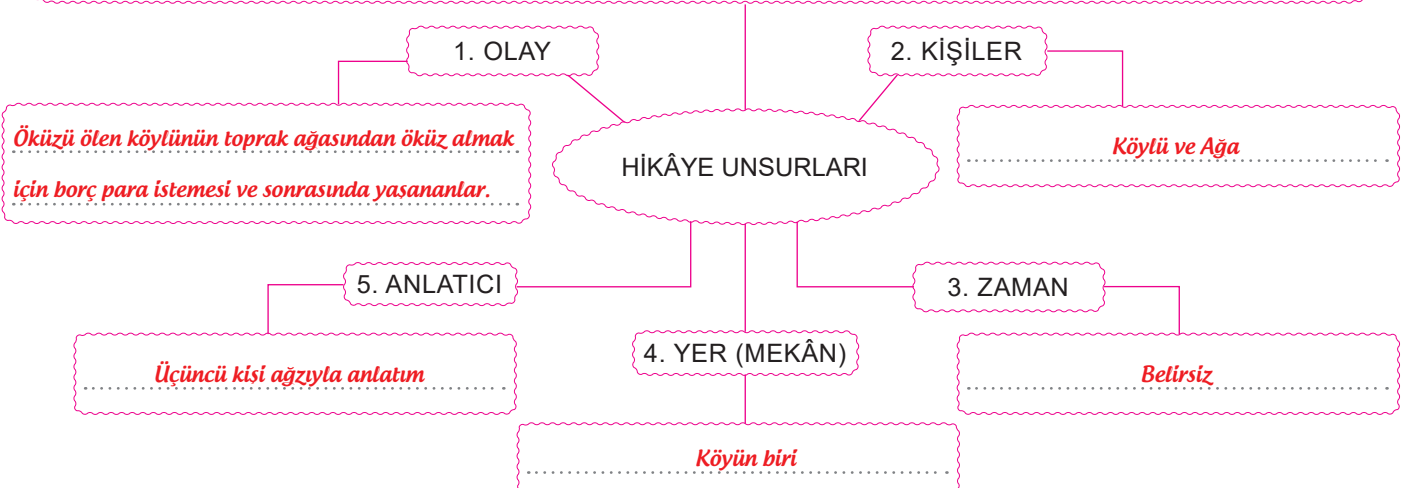 1. OLAY
2. KİŞİLER
Öküzü ölen köylünün toprak ağasından öküz almak
için borç para istemesi ve sonrasında yaşananlar.
HİKÂYE UNSURLARI
Köylü ve Ağa
5. ANLATICI
3. ZAMAN
Üçüncü kişi ağzıyla anlatım
4. YER (MEKÂN)
Belirsiz
Köyün biri